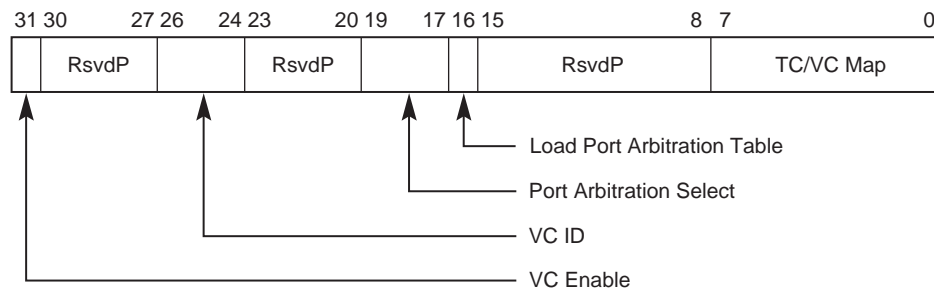 31 30 27 26 24 23 20 19 17 16 15 8 7 0
RsvdP RsvdP RsvdP TC/VC Map
Load Port Arbitration Table
Port Arbitration Select
VC ID
VC Enable